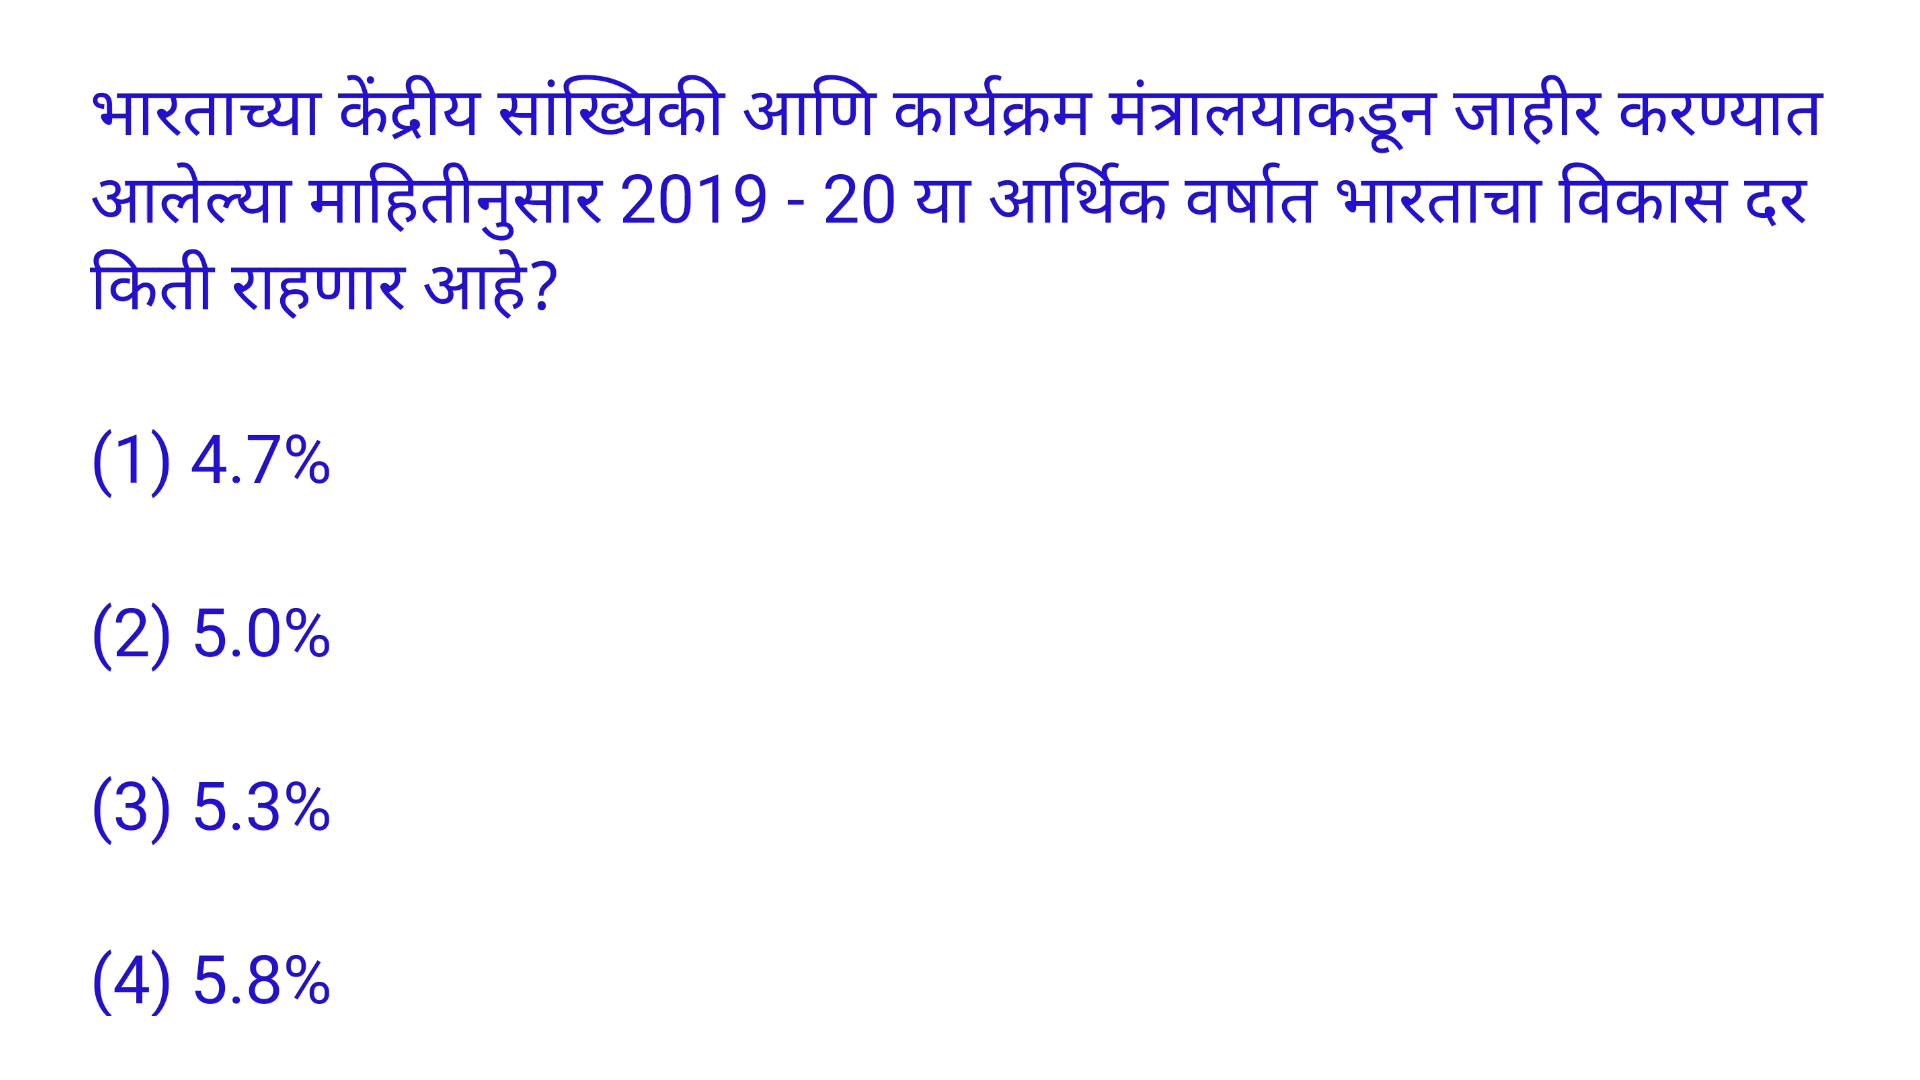 भारताच्या केंद्रीय सांख्यिकी आणि कार्यक्रम मंत्रालयाकडून जाहीर करण्यात
आलेल्या माहितीनुसार 2019 - 20 या आर्थिक वर्षात भारताचा विकास दर
किती राहणार आहे?
(1) 4.7%
(2) 5.0%
(3) 5.3%
(4) 5.8%